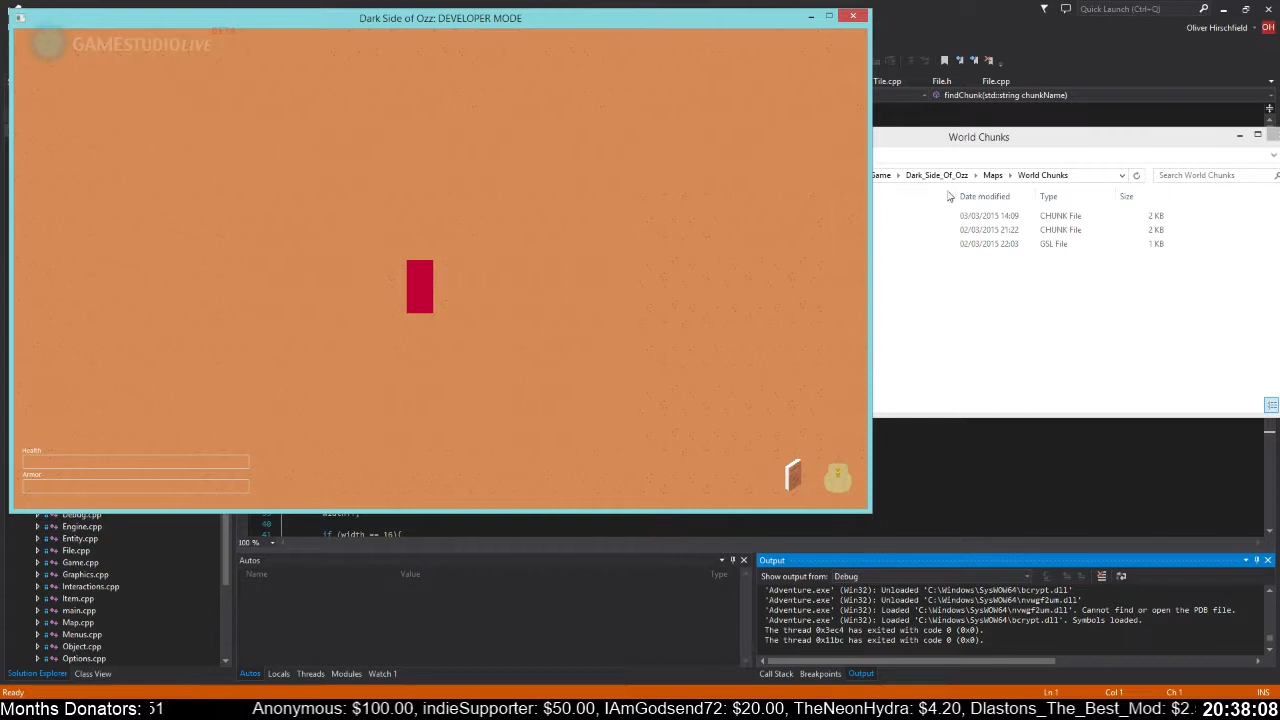 Dark Side of Ozz: DEVELOPER MODE
Quick Launch (Ctrl+Q)
BETA
GAMESTUDIOLIVE
Oliver Hirschfield
OH
Tile.cpp
File.h
File.cpp
findChunk(std::string chunkName)
World Chunks
Game
Dark_Side_Of_Ozz
Maps
World Chunks
Search World Chunks
Date modified
Type
Size
03/03/2015 14:09
CHUNK File
2 KB
02/03/2015 21:22
CHUNK File
2 KB
02/03/2015 22:03
GSL File
1 KB
Health
Armor
Debug.cpp
Engine.cpp
Entity.cpp
File.cpp
Game.cpp
Graphics.cpp
Interactions.cpp
Item.cpp
main.cpp
Map.cpp
Menus.cpp
Object.cpp
Options.cpp
40
41
if (width == 16){
100 %
Autos
Name
Value
Type
Output
Show output from:
Debug
'Adventure.exe' (Win32): Unloaded 'C:\Windows\SysWOW64\bcrypt.dll'
'Adventure.exe' (Win32): Unloaded 'C:\Windows\SysWOW64\nvwgf2um.dll'
'Adventure.exe' (Win32): Loaded 'C:\Windows\SysWOW64\nvwgf2um.dll'. Cannot find or open the PDB file.
'Adventure.exe' (Win32): Loaded 'C:\Windows\SysWOW64\bcrypt.dll'. Symbols loaded.
The thread 0x3ec4 has exited with code 0 (0x0).
The thread 0x11bc has exited with code 0 (0x0).
Solution Explorer
Class View
Autos
Locals
Threads
Modules
Watch 1
Call Stack
Breakpoints
Output
Ready
Ln 1
Col 1
Ch 1
INS
Months Donators: 51
Anonymous: $100.00, indieSupporter: $50.00, IAmGodsend72: $20.00, TheNeonHydra: $4.20, Dlastons_The_Best_Mod: $2.
20:38:08